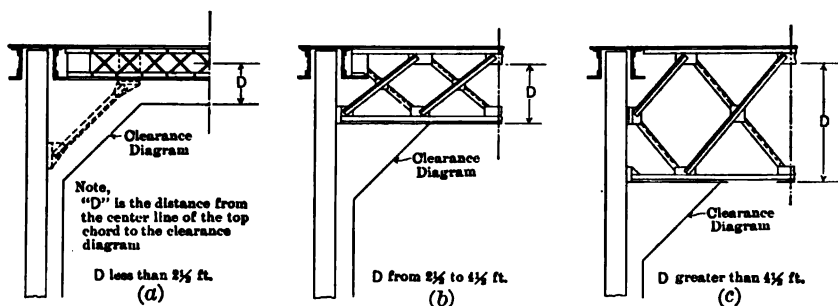 D
Clearance
Diagram
Note,
"D" is the distance from
the center line of the top
chord to the clearance
diagram
D less than 2½ ft.
(a)
D
Clearance
Diagram
D from 2½ to 4½ ft.
(b)
D
Clearance
Diagram
D greater than 4½ ft.
(c)